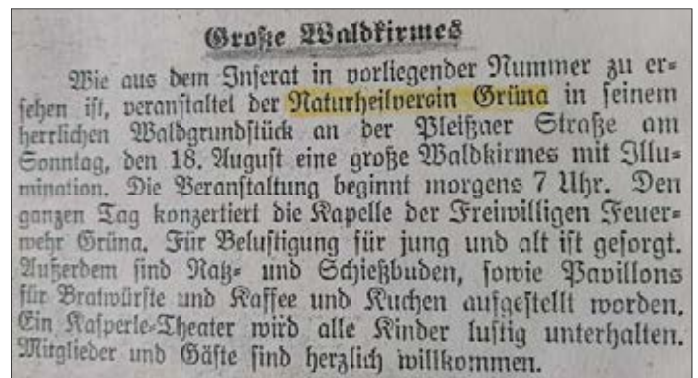 Große Waldkirmes
Wie aus dem Inserat in vorliegender Nummer zu er-
sehen ist, veranstaltet der Naturheilverein Grüna in seinem
herrlichen Waldgrundstück an der Pleißaer Straße am
Sonntag, den 18. August eine große Waldkirmes mit Illu-
mination. Die Veranstaltung beginnt morgens 7 Uhr. Den
ganzen Tag konzertiert die Kapelle der Freiwilligen Feuer-
wehr Grüna. Für Belustigung für jung und alt ist gesorgt.
Außerdem sind Raß- und Schießbuden, sowie Pavillons
für Bratwürste und Kaffee und Kuchen aufgestellt worden.
Ein Kasperle-Theater wird alle Kinder lustig unterhalten.
Mitglieder und Gäste sind herzlich willkommen.